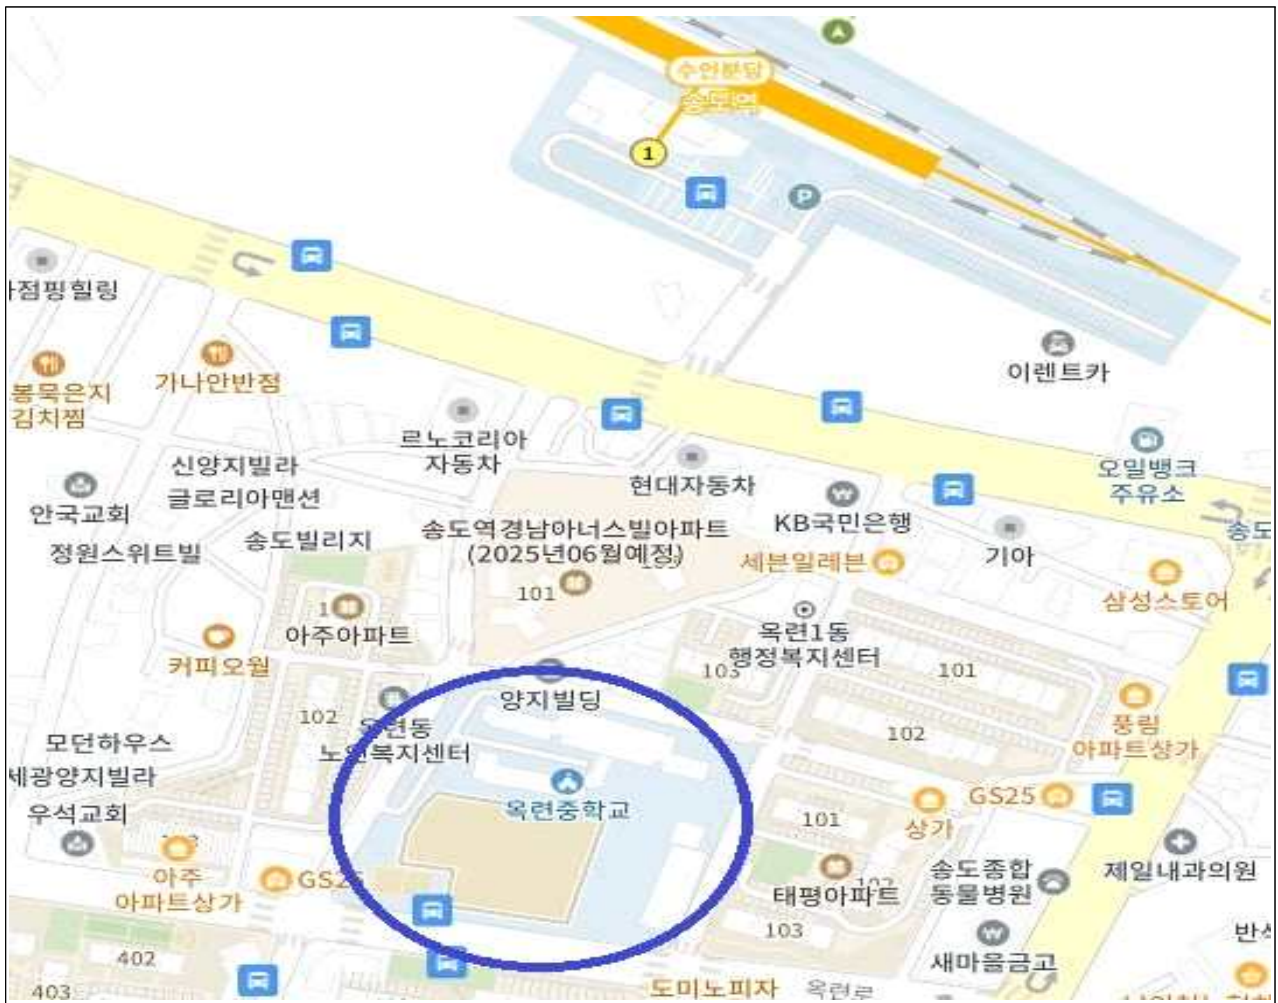 수인분당
송도역
1
P
점핑힐링
이렌트카
가나안반점
봉묵은지
김치찜
르노코리아
자동차
현대자동차
오일뱅크
주유소
신양지빌라
글로리아맨션
안국교회
송도빌리지
정원스위트빌
송도역경남아너스빌아파트
(2025년06월예정)
KB국민은행
기아
송도
세븐일레븐
101
삼성스토어
아주아파트
옥련1동
행정복지센터
커피오월
103
101
양지빌딩
102
옥련동
노인복지센터
102
풍림
아파트상가
모던하우스
세광양지빌라
우석교회
옥련중학교
GS25
101
상가
아주
아파트상가
GS25
태평아파트
102
송도종합
동물병원
제일내과의원
103
반석
402
새마을금고
403
도미노피자
옥련로